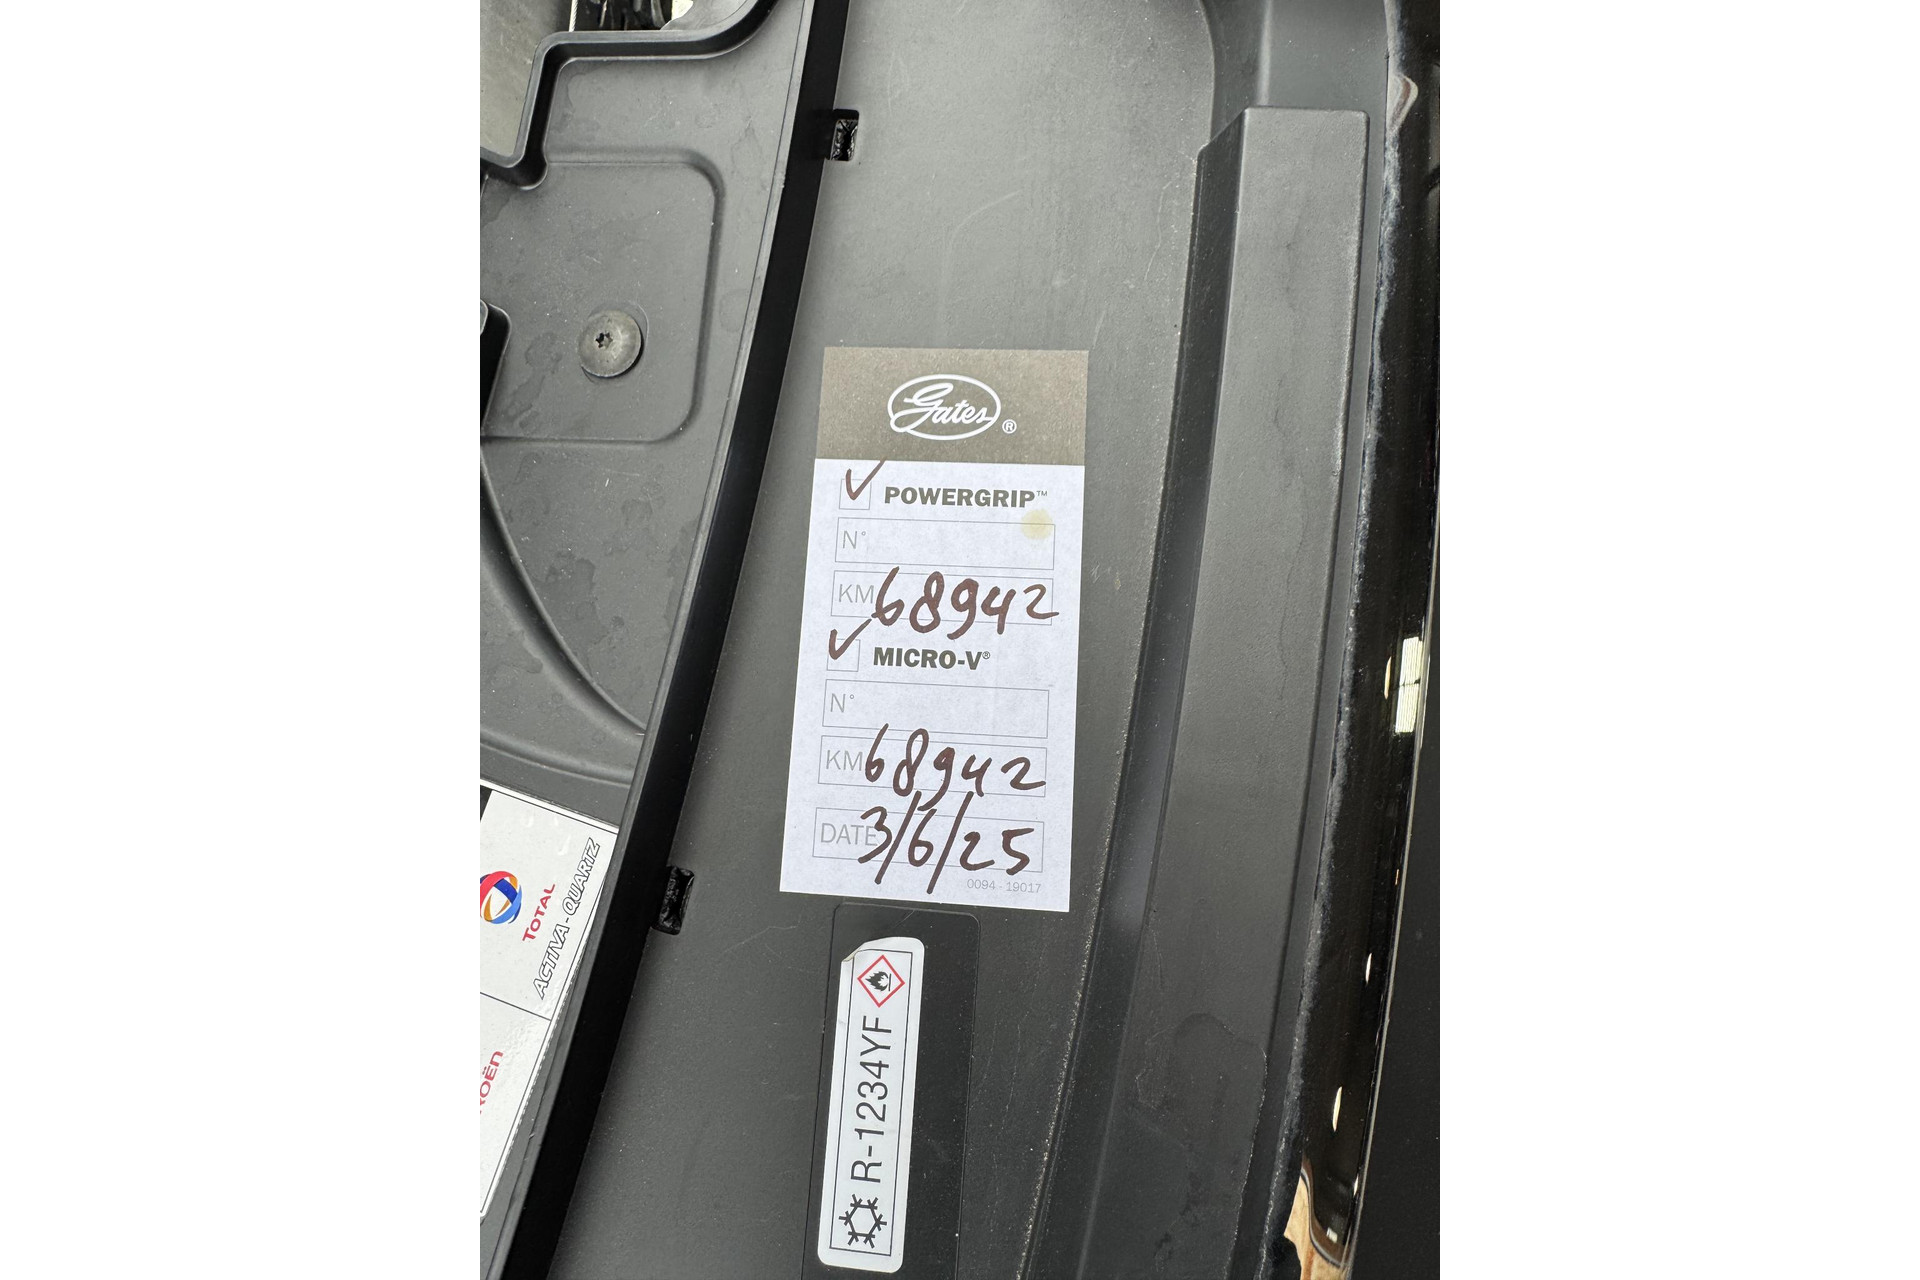 Gates®
POWERGRIP™
N°
KM 68942
MICRO-V®
N°
KM 68942
DATE 3/6/25
0094 - 19017
TOTAL
ACTIVA - QUARTZ
R-1234YF